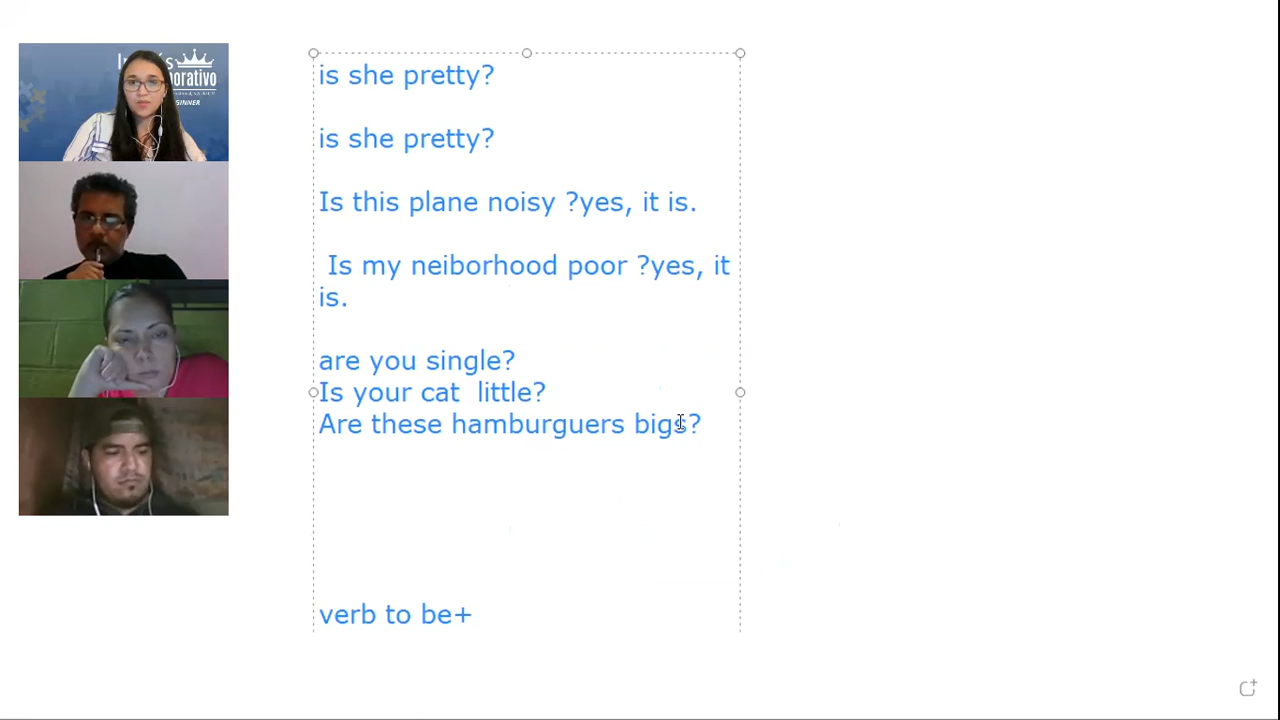 is she pretty?
is she pretty?
Is this plane noisy ?yes, it is.
Is my neiborhood poor ?yes, it
is.
are you single?
Is your cat  little?
Are these hamburguers bigs?
verb to be+